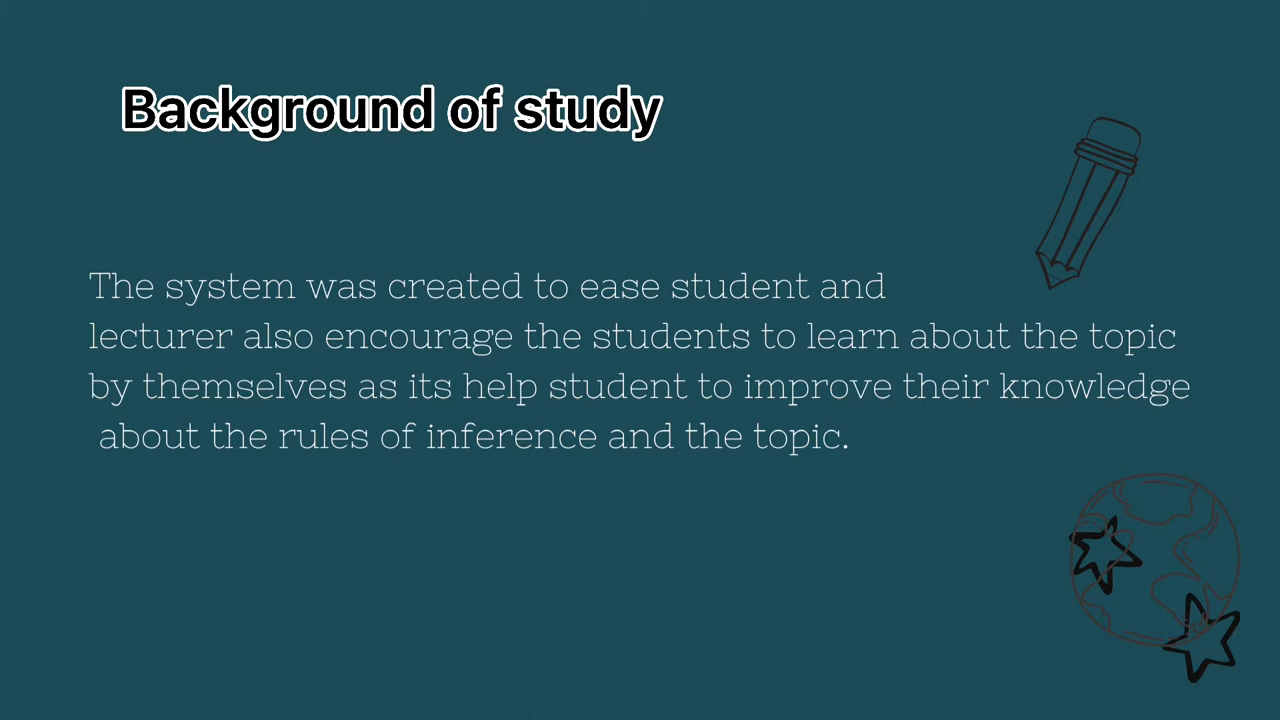 Background of study
The system was created to ease student and
lecturer also encourage the students to learn about the topic
by themselves as its help student to improve their knowledge
about the rules of inference and the topic.